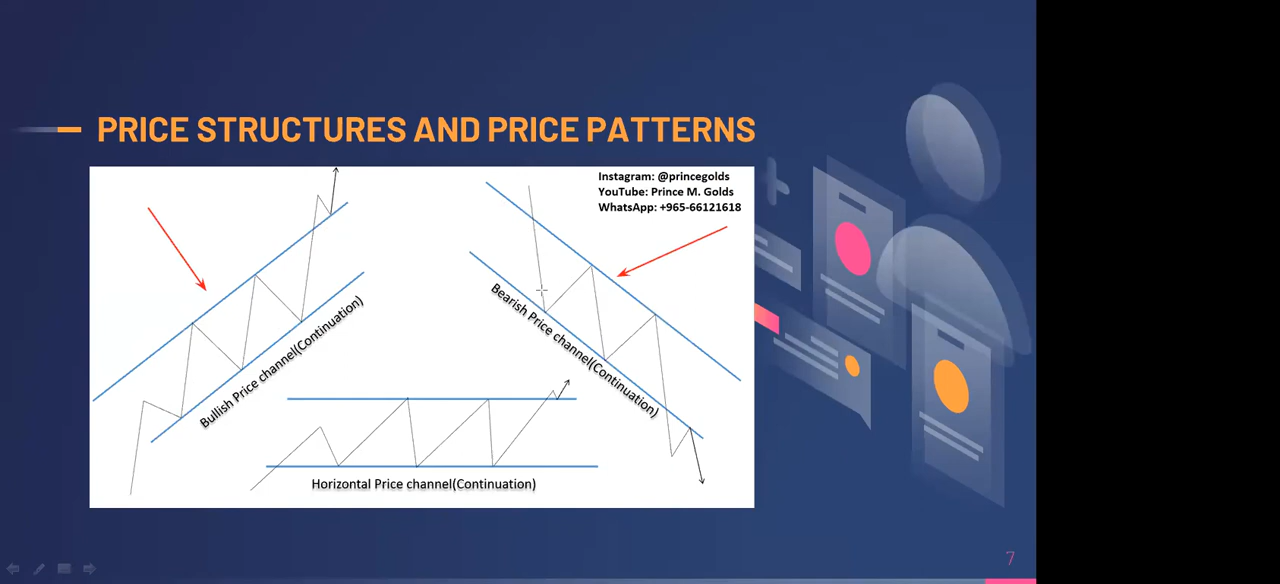 PRICE STRUCTURES AND PRICE PATTERNS
Instagram: @princegolds
YouTube: Prince M. Golds
WhatsApp: +965-66121618
Bullish Price channel(Continuation)
Bearish Price channel(Continuation)
Horizontal Price channel(Continuation)
7